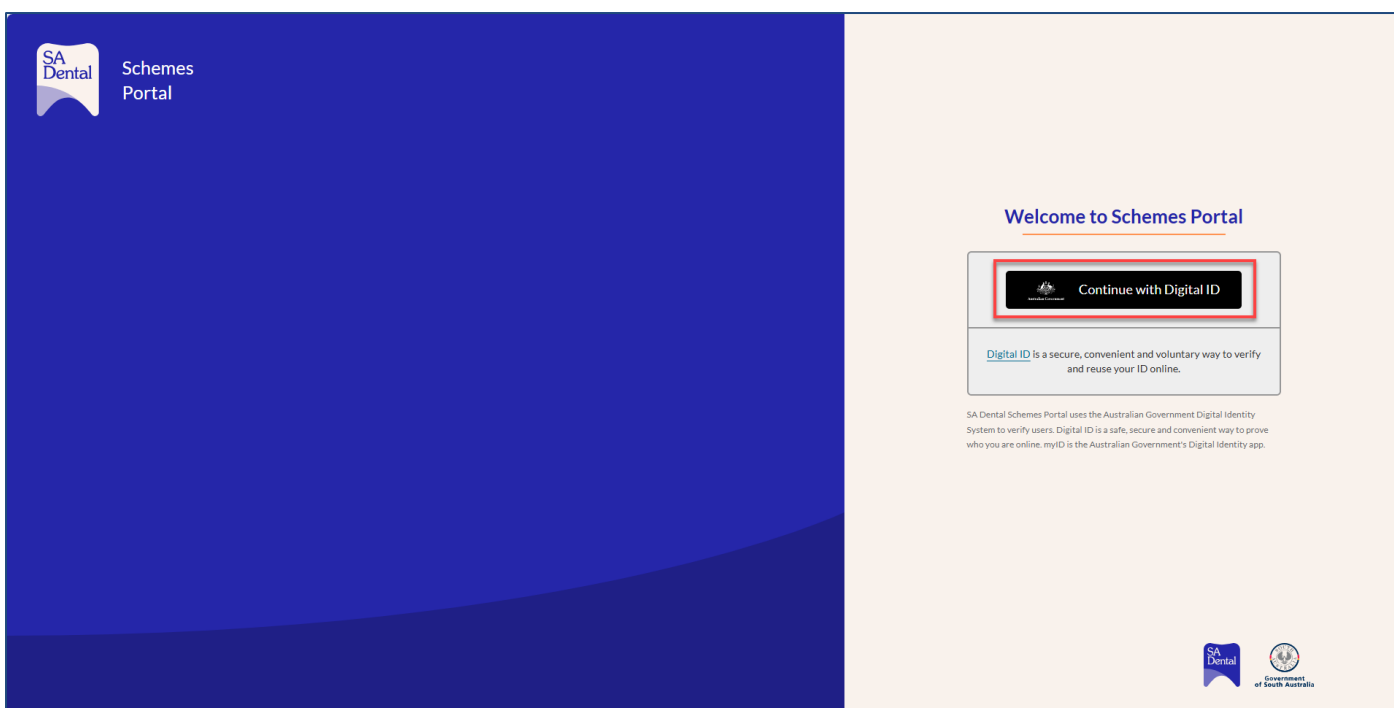 SA
Dental
Schemes
Portal
Welcome to Schemes Portal
Australian Government
Continue with Digital ID
Digital ID is a secure, convenient and voluntary way to verify
and reuse your ID online.
SA Dental Schemes Portal uses the Australian Government Digital Identity
System to verify users. Digital ID is a safe, secure and convenient way to prove
who you are online. myID is the Australian Government's Digital Identity app.
SA
Dental
Government
of South Australia